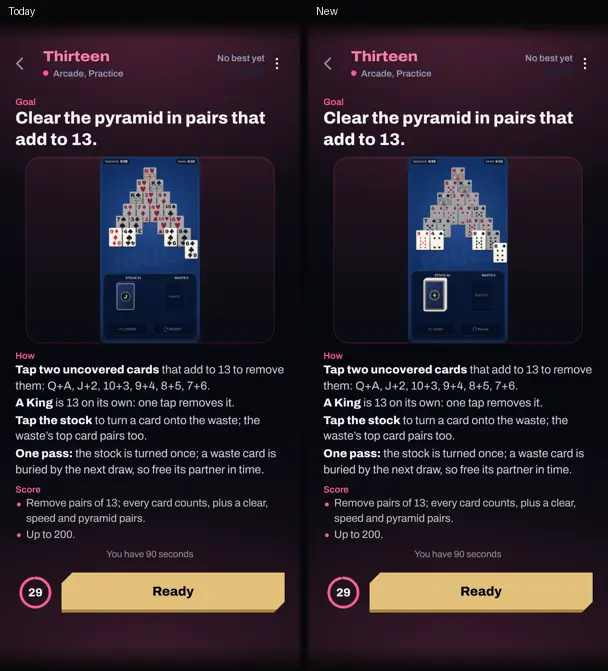 Today
Thirteen
No best yet
Arcade, Practice
Goal
Clear the pyramid in pairs that
add to 13.
How
Tap two uncovered cards that add to 13 to remove
them: Q+A, J+2, 10+3, 9+4, 8+5, 7+6.
A King is 13 on its own: one tap removes it.
Tap the stock to turn a card onto the waste; the
waste's top card pairs too.
One pass: the stock is turned once; a waste card is
buried by the next draw, so free its partner in time.
Score
Remove pairs of 13; every card counts, plus a clear,
speed and pyramid pairs.
Up to 200.
You have 90 seconds
29
Ready
New
Thirteen
No best yet
Arcade, Practice
Goal
Clear the pyramid in pairs that
add to 13.
How
Tap two uncovered cards that add to 13 to remove
them: Q+A, J+2, 10+3, 9+4, 8+5, 7+6.
A King is 13 on its own: one tap removes it.
Tap the stock to turn a card onto the waste; the
waste's top card pairs too.
One pass: the stock is turned once; a waste card is
buried by the next draw, so free its partner in time.
Score
Remove pairs of 13; every card counts, plus a clear,
speed and pyramid pairs.
Up to 200.
You have 90 seconds
29
Ready